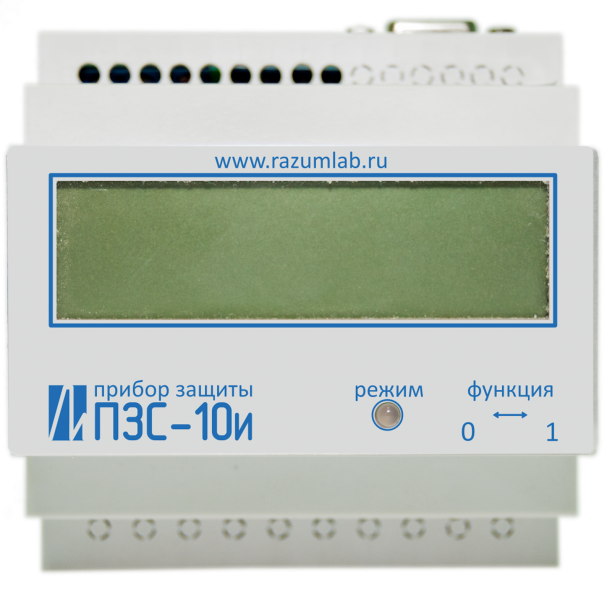 www.razumlab.ru
прибор защиты
ПЗС-10и
режим
функция
0 ↔ 1